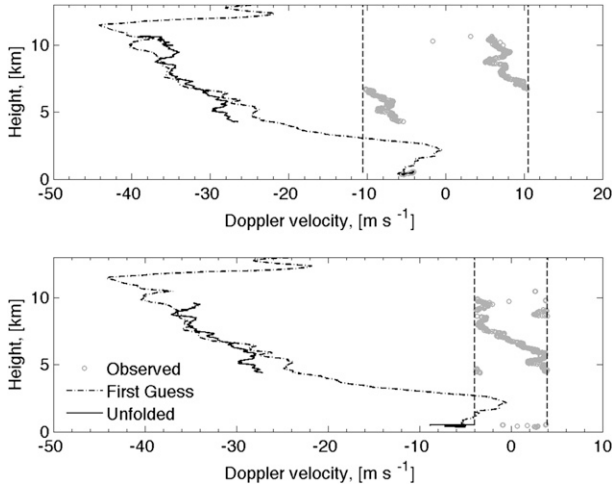 Height, [km]
10
5
0
-50 -40 -30 -20 -10 0 10 20
Doppler velocity, [m s -1]
Height, [km]
10
5
0
Observed
First Guess
Unfolded
-50 -40 -30 -20 -10 0 10
Doppler velocity, [m s -1]